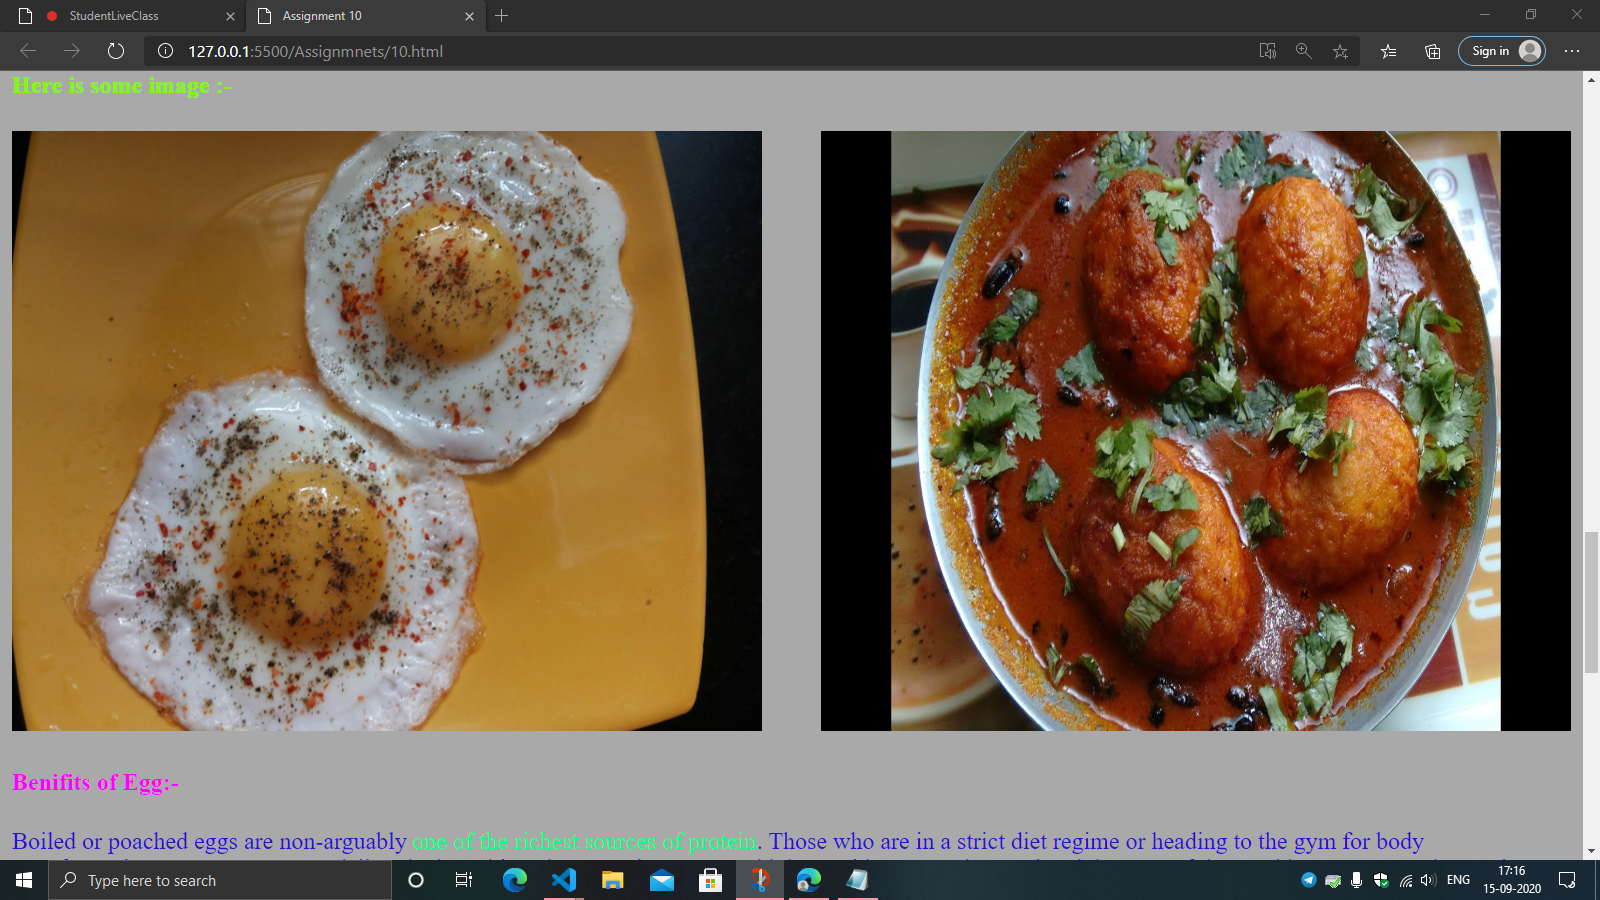 StudentLiveClass
Assignment 10
127.0.0.1:5500/Assignmnets/10.html
Sign in
Here is some image :-
Benifits of Egg:-
Boiled or poached eggs are non-arguably one of the richest sources of protein. Those who are in a strict diet regime or heading to the gym for body
Type here to search
ENG
17:16
15-09-2020